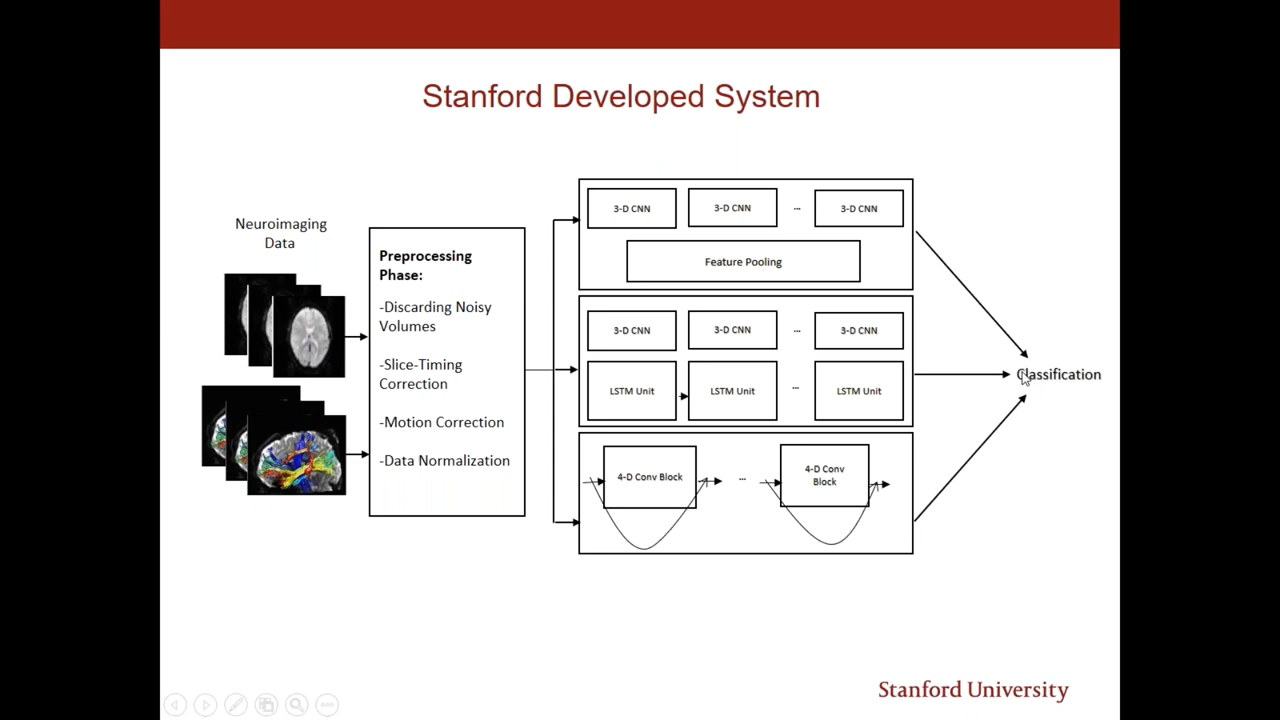 Stanford Developed System
Neuroimaging
Data
Preprocessing
Phase:
-Discarding Noisy
Volumes
-Slice-Timing
Correction
-Motion Correction
-Data Normalization
3-D CNN
3-D CNN
...
3-D CNN
Feature Pooling
3-D CNN
3-D CNN
...
3-D CNN
LSTM Unit
LSTM Unit
...
LSTM Unit
4-D Conv Block
...
4-D Conv
Block
Classification
Stanford University